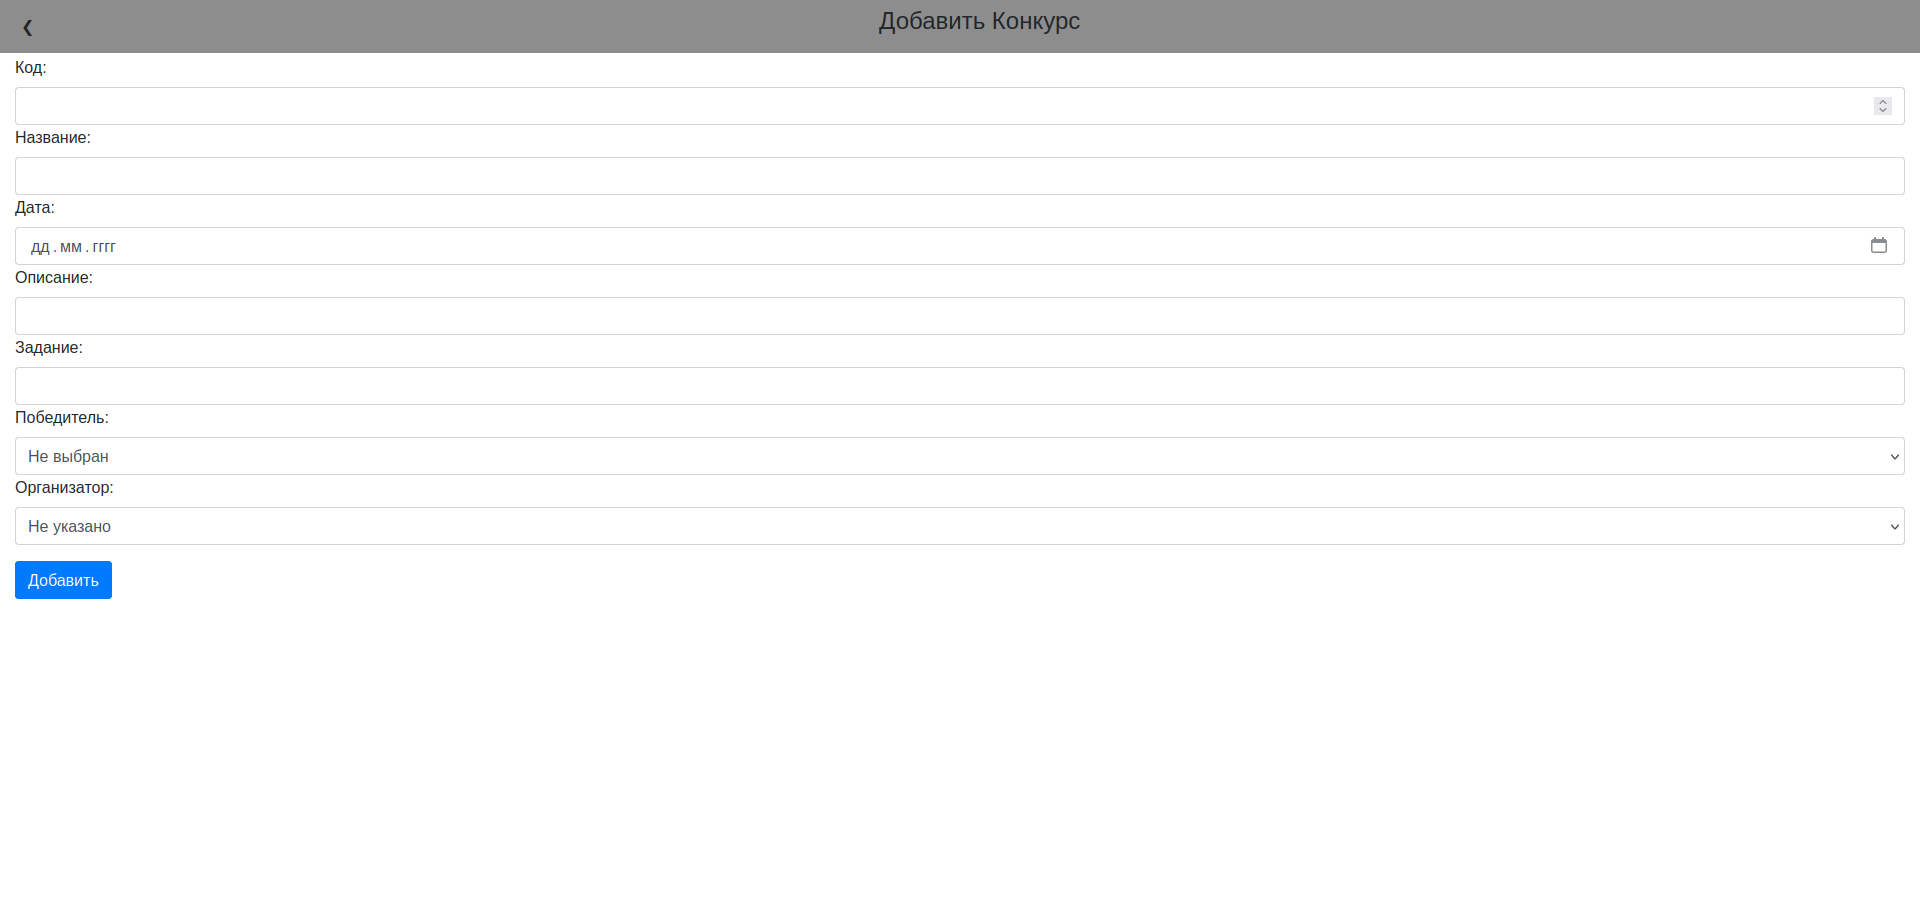 ❮
Добавить Конкурс
Код:
Название:
Дата:
дд.мм.гггг
Описание:
Задание:
Победитель:
Не выбран
Организатор:
Не указано
Добавить